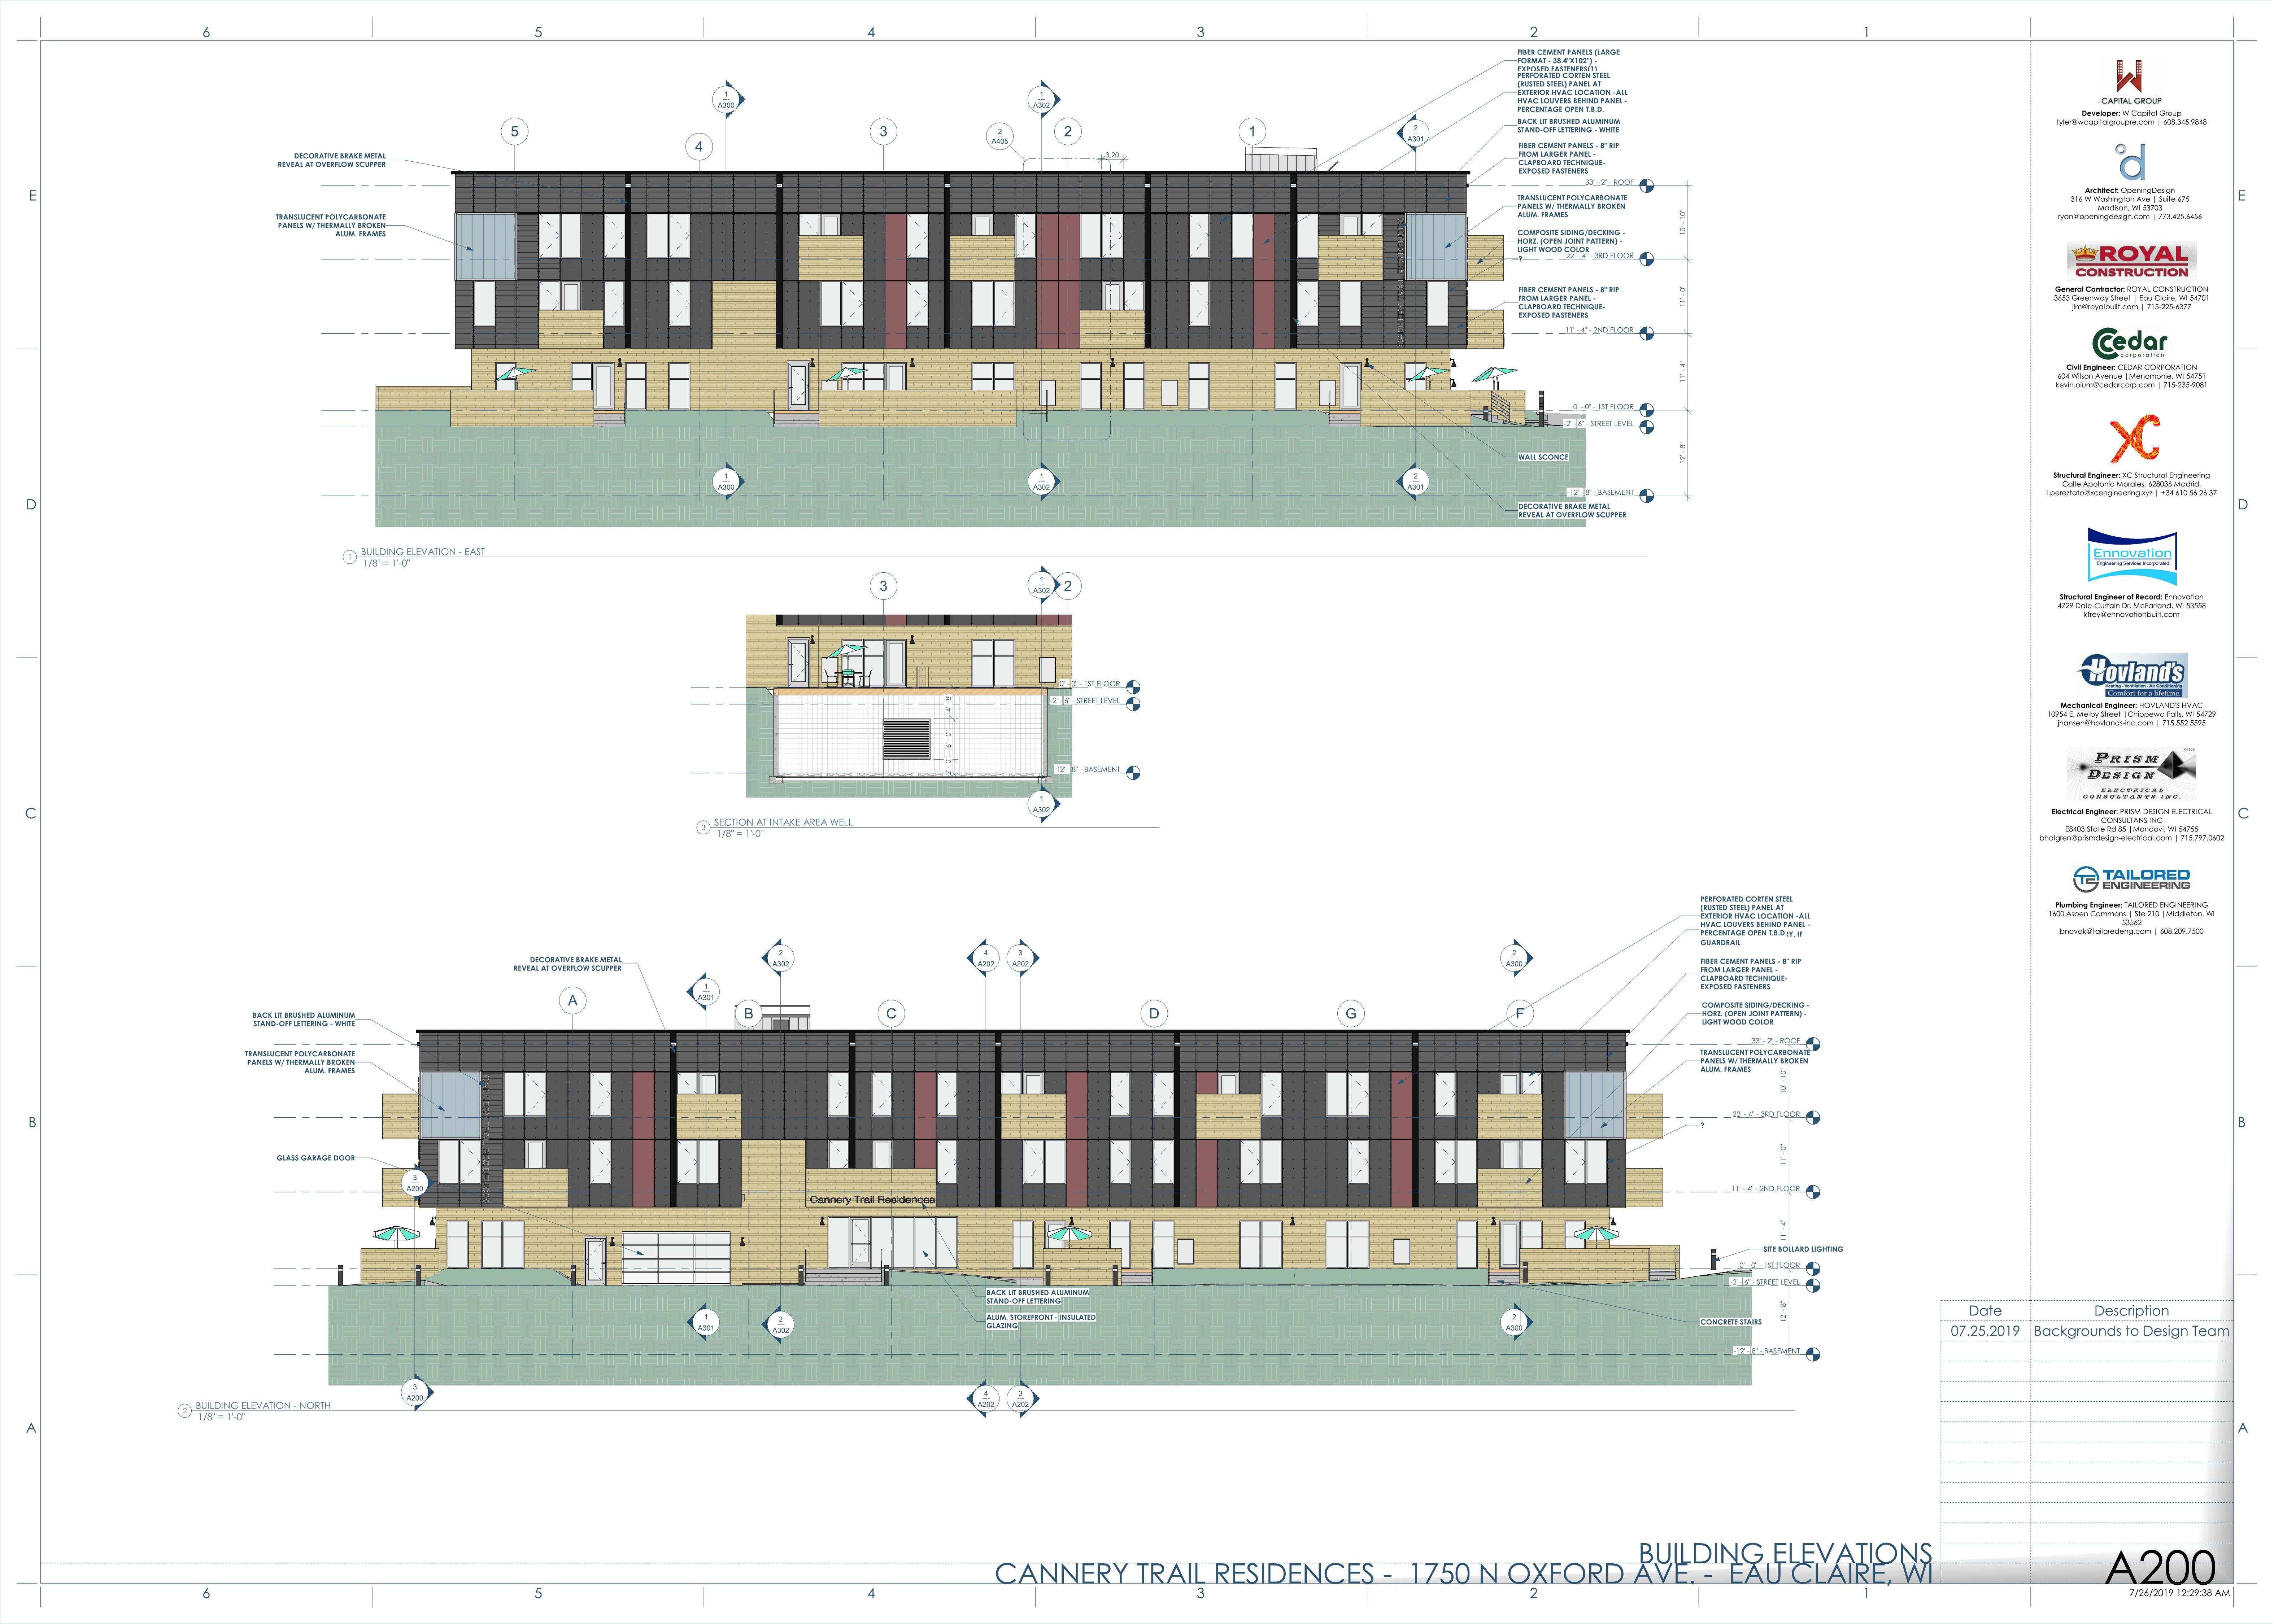 6 5 4 3 2 1
E
D
C
B
A
FIBER CEMENT PANELS (LARGE
FORMAT - 38.4"X102") -
EXPOSED FASTENERS(1)
PERFORATED CORTEN STEEL
(RUSTED STEEL) PANEL AT
EXTERIOR HVAC LOCATION -ALL
HVAC LOUVERS BEHIND PANEL -
PERCENTAGE OPEN T.B.D.
BACK LIT BRUSHED ALUMINUM
STAND-OFF LETTERING - WHITE
FIBER CEMENT PANELS - 8" RIP
FROM LARGER PANEL -
CLAPBOARD TECHNIQUE-
EXPOSED FASTENERS
33' - 2" - ROOF
TRANSLUCENT POLYCARBONATE
PANELS W/ THERMALLY BROKEN
ALUM. FRAMES
COMPOSITE SIDING/DECKING -
HORZ. (OPEN JOINT PATTERN) -
LIGHT WOOD COLOR
?
22' - 4" - 3RD FLOOR
FIBER CEMENT PANELS - 8" RIP
FROM LARGER PANEL -
CLAPBOARD TECHNIQUE-
EXPOSED FASTENERS
11' - 4" - 2ND FLOOR
0' - 0" - 1ST FLOOR
-2' - 6" - STREET LEVEL
WALL SCONCE
-12' - 8" - BASEMENT
DECORATIVE BRAKE METAL
REVEAL AT OVERFLOW SCUPPER
10' - 10"
11' - 0"
11' - 4"
12' - 8"
DECORATIVE BRAKE METAL
REVEAL AT OVERFLOW SCUPPER
TRANSLUCENT POLYCARBONATE
PANELS W/ THERMALLY BROKEN
ALUM. FRAMES
5
4
1
A300
3
2
A405
1
A302
2
3.20
1
2
A301
1
A300
1
A302
2
A301
1 BUILDING ELEVATION - EAST
1/8" = 1'-0"
3
1
A302
2
0' - 0" - 1ST FLOOR
-2' - 6" - STREET LEVEL
4' - 8"
6' - 0"
2' - 0"
-12' - 8" - BASEMENT
1
A302
3 SECTION AT INTAKE AREA WELL
1/8" = 1'-0"
PERFORATED CORTEN STEEL
(RUSTED STEEL) PANEL AT
EXTERIOR HVAC LOCATION -ALL
HVAC LOUVERS BEHIND PANEL -
PERCENTAGE OPEN T.B.D.
GUARDRAIL
FIBER CEMENT PANELS - 8" RIP
FROM LARGER PANEL -
CLAPBOARD TECHNIQUE-
EXPOSED FASTENERS
COMPOSITE SIDING/DECKING -
HORZ. (OPEN JOINT PATTERN) -
LIGHT WOOD COLOR
33' - 2" - ROOF
TRANSLUCENT POLYCARBONATE
PANELS W/ THERMALLY BROKEN
ALUM. FRAMES
22' - 4" - 3RD FLOOR
?
11' - 4" - 2ND FLOOR
SITE BOLLARD LIGHTING
0' - 0" - 1ST FLOOR
-2' - 6" - STREET LEVEL
CONCRETE STAIRS
-12' - 8" - BASEMENT
10' - 10"
11' - 0"
11' - 4"
12' - 8"
DECORATIVE BRAKE METAL
REVEAL AT OVERFLOW SCUPPER
BACK LIT BRUSHED ALUMINUM
STAND-OFF LETTERING - WHITE
TRANSLUCENT POLYCARBONATE
PANELS W/ THERMALLY BROKEN
ALUM. FRAMES
GLASS GARAGE DOOR
A
1
A301
B
2
A302
C
4
A202
3
A202
D
G
2
A300
F
3
A200
Cannery Trail Residences
BACK LIT BRUSHED ALUMINUM
STAND-OFF LETTERING
ALUM. STOREFRONT - INSULATED
GLAZING
1
A301
2
A302
2
A300
3
A200
4
A202
3
A202
2 BUILDING ELEVATION - NORTH
1/8" = 1'-0"
CAPITAL GROUP
Developer: W Capital Group
tyler@wcapitalgroupre.com | 608.345.9848
Architect: OpeningDesign
316 W Washington Ave | Suite 675
Madison, WI 53703
ryan@openingdesign.com | 773.425.6456
ROYAL
CONSTRUCTION
General Contractor: ROYAL CONSTRUCTION
3653 Greenway Street | Eau Claire, WI 54701
jim@royalbuilt.com | 715-225-6377
Cedar
corporation
Civil Engineer: CEDAR CORPORATION
604 Wilson Avenue |Menomonie, WI 54751
kevin.oium@cedarcorp.com | 715-235-9081
XC
Structural Engineer: XC Structural Engineering
Calle Apolonio Morales, 628036 Madrid.
l.pereztato@xcengineering.xyz | +34 610 56 26 37
Ennovation
Engineering Services Incorporated
Structural Engineer of Record: Ennovation
4729 Dale-Curtain Dr, McFarland, WI 53558
kfrey@ennovationbuilt.com
Hovland's
Heating - Ventilation - Air Conditioning
Comfort for a lifetime.
Mechanical Engineer: HOVLAND'S HVAC
10954 E. Melby Street |Chippewa Falls, WI 54729
jhansen@hovlands-inc.com | 715.552.5595
PRISM
DESIGN
ELECTRICAL
CONSULTANTS INC.
Electrical Engineer: PRISM DESIGN ELECTRICAL
CONSULTANS INC
E8403 State Rd 85 |Mondovi, WI 54755
bhalgren@prismdesign-electrical.com | 715.797.0602
TAILORED
ENGINEERING
Plumbing Engineer: TAILORED ENGINEERING
1600 Aspen Commons | Ste 210 |Middleton, WI
53562
bnovak@tailoredeng.com | 608.209.7500
Date Description
07.25.2019 Backgrounds to Design Team
BUILDING ELEVATIONS
CANNERY TRAIL RESIDENCES - 1750 N OXFORD AVE. - EAU CLAIRE, WI
A200
7/26/2019 12:29:38 AM
E
D
C
B
A
6 5 4 3 2 1